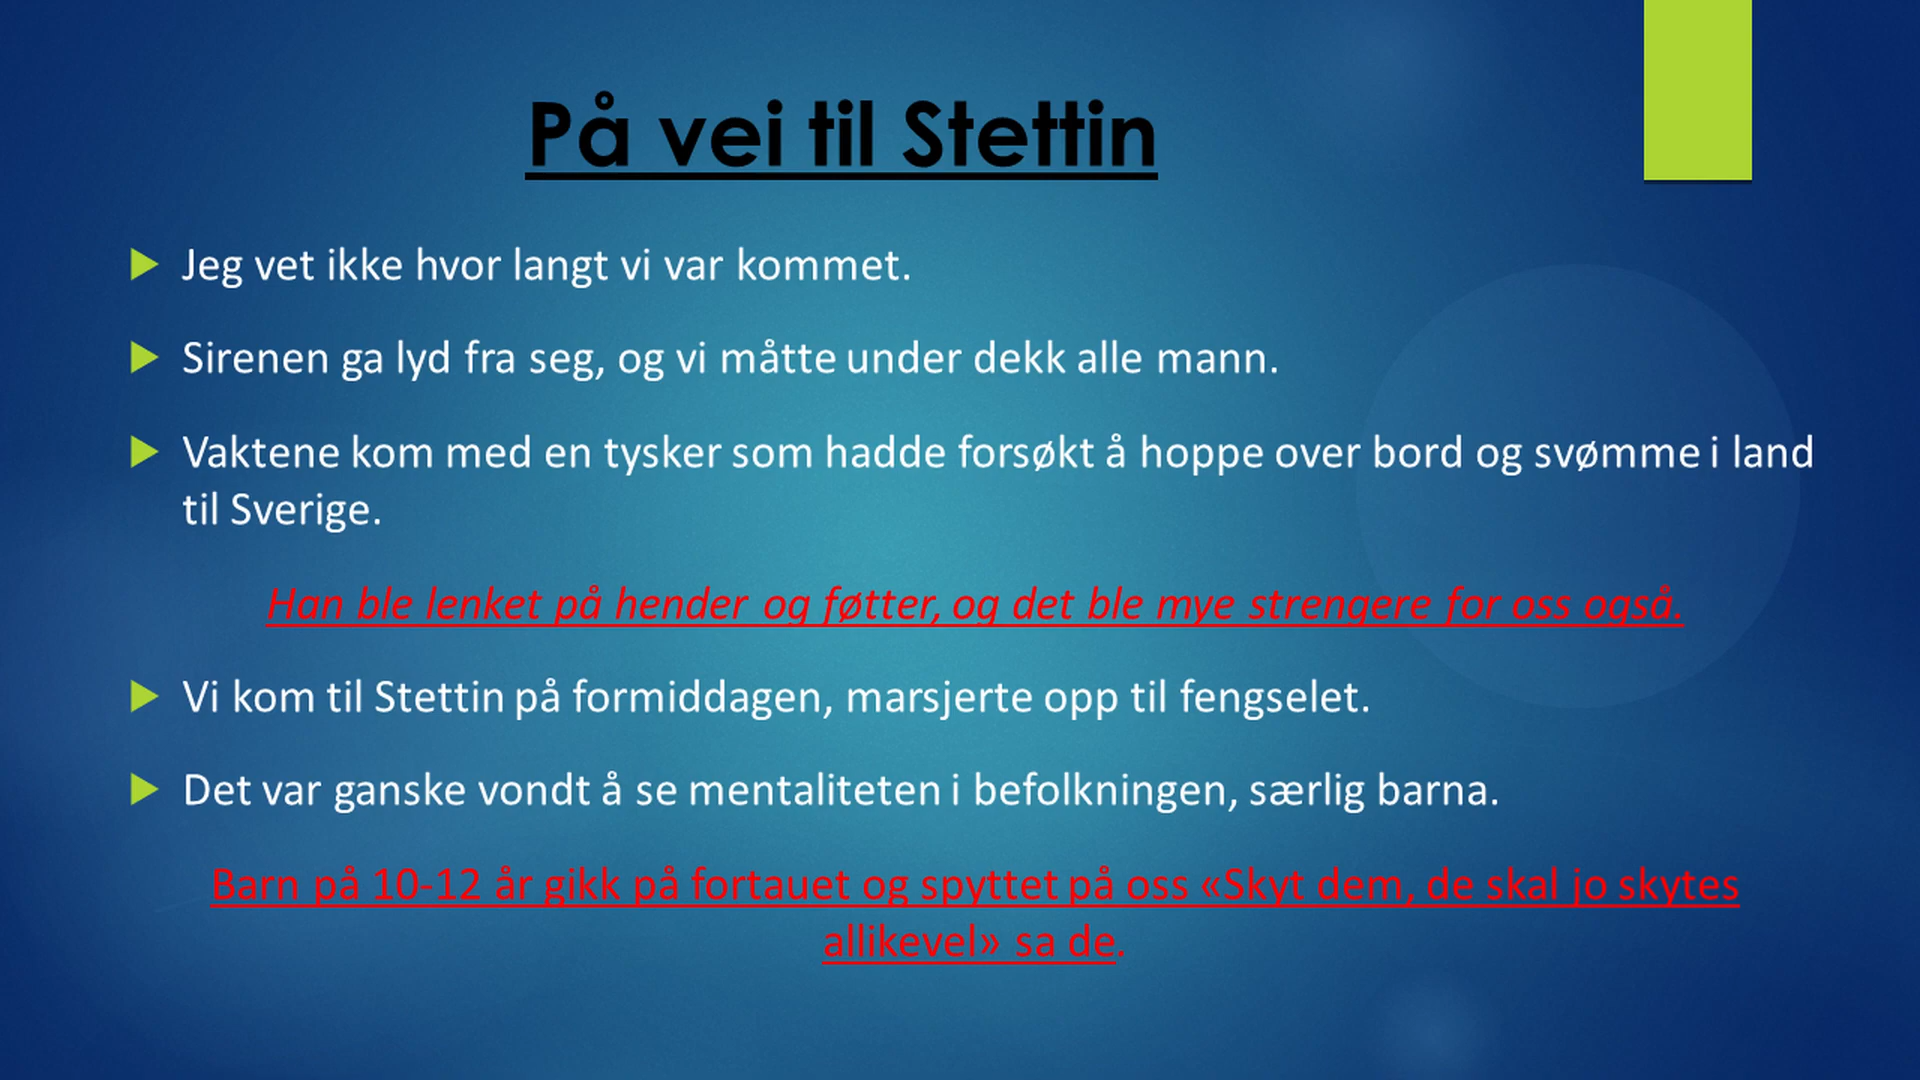 På vei til Stettin
Jeg vet ikke hvor langt vi var kommet.
Sirenen ga lyd fra seg, og vi måtte under dekk alle mann.
Vaktene kom med en tysker som hadde forsøkt å hoppe over bord og svømme i land
til Sverige.
Han ble lenket på hender og føtter, og det ble mye strengere for oss også.
Vi kom til Stettin på formiddagen, marsjerte opp til fengselet.
Det var ganske vondt å se mentaliteten i befolkningen, særlig barna.
Barn på 10-12 år gikk på fortauet og spyttet på oss «Skyt dem, de skal jo skytes
allikevel» sa de.